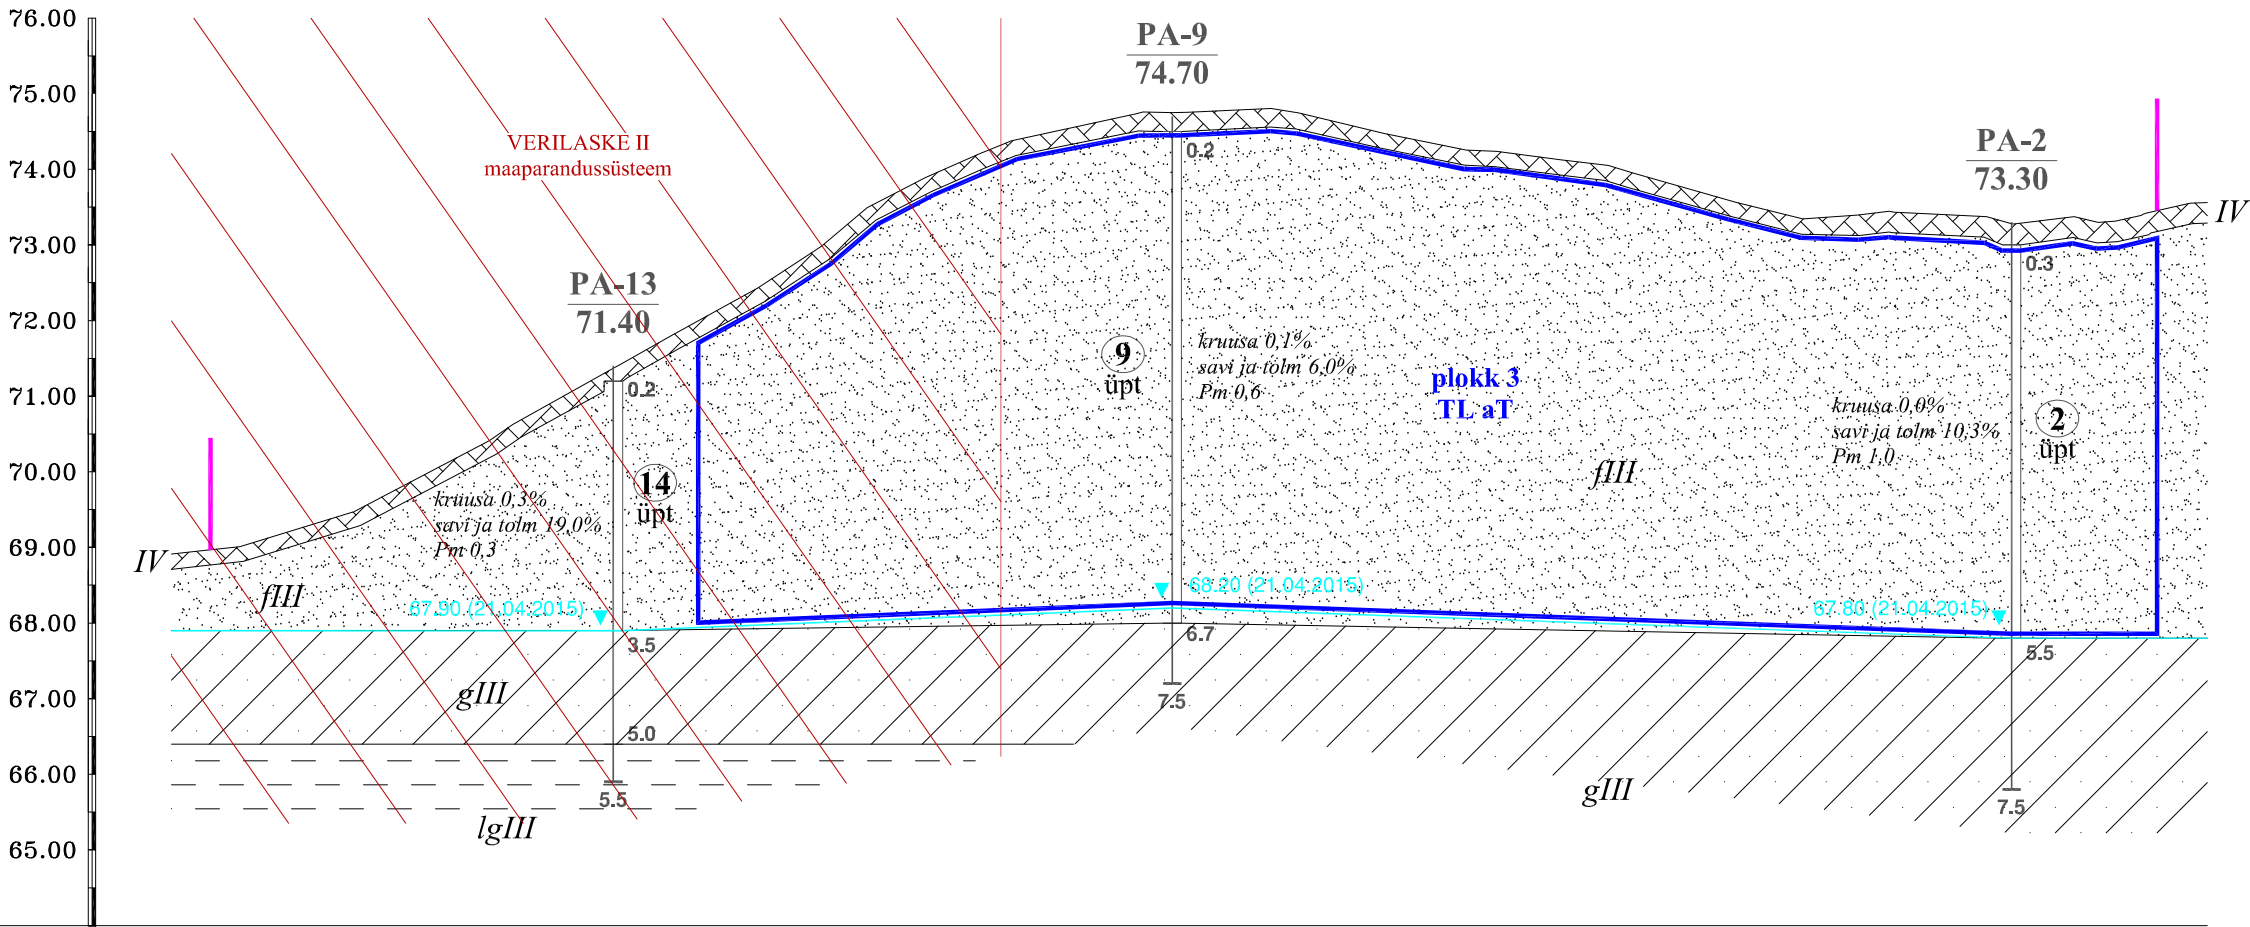 76.00
75.00
74.00
73.00
72.00
71.00
70.00
69.00
68.00
67.00
66.00
65.00
PA-9
74.70
VERILASKE II
maaparandussüsteem
PA-2
73.30
0.2
IV
0.3
PA-13
71.40
0.2
9
üpt
kruusa 0,1%
savi ja tolm 6,0%
Pm 0,6
plokk 3
TL aT
kruusa 0,0%
savi ja tolm 10,3%
Pm 1,0
2
üpt
fIII
14
üpt
kruusa 0,3%
savi ja tolm 19,0%
Pm 0,3
IV
fIII
67.90 (21.04.2015)
68.20 (21.04.2015)
67.80 (21.04.2015)
3.5
6.7
5.5
gIII
7.5
5.0
5.5
lgIII
gIII
7.5